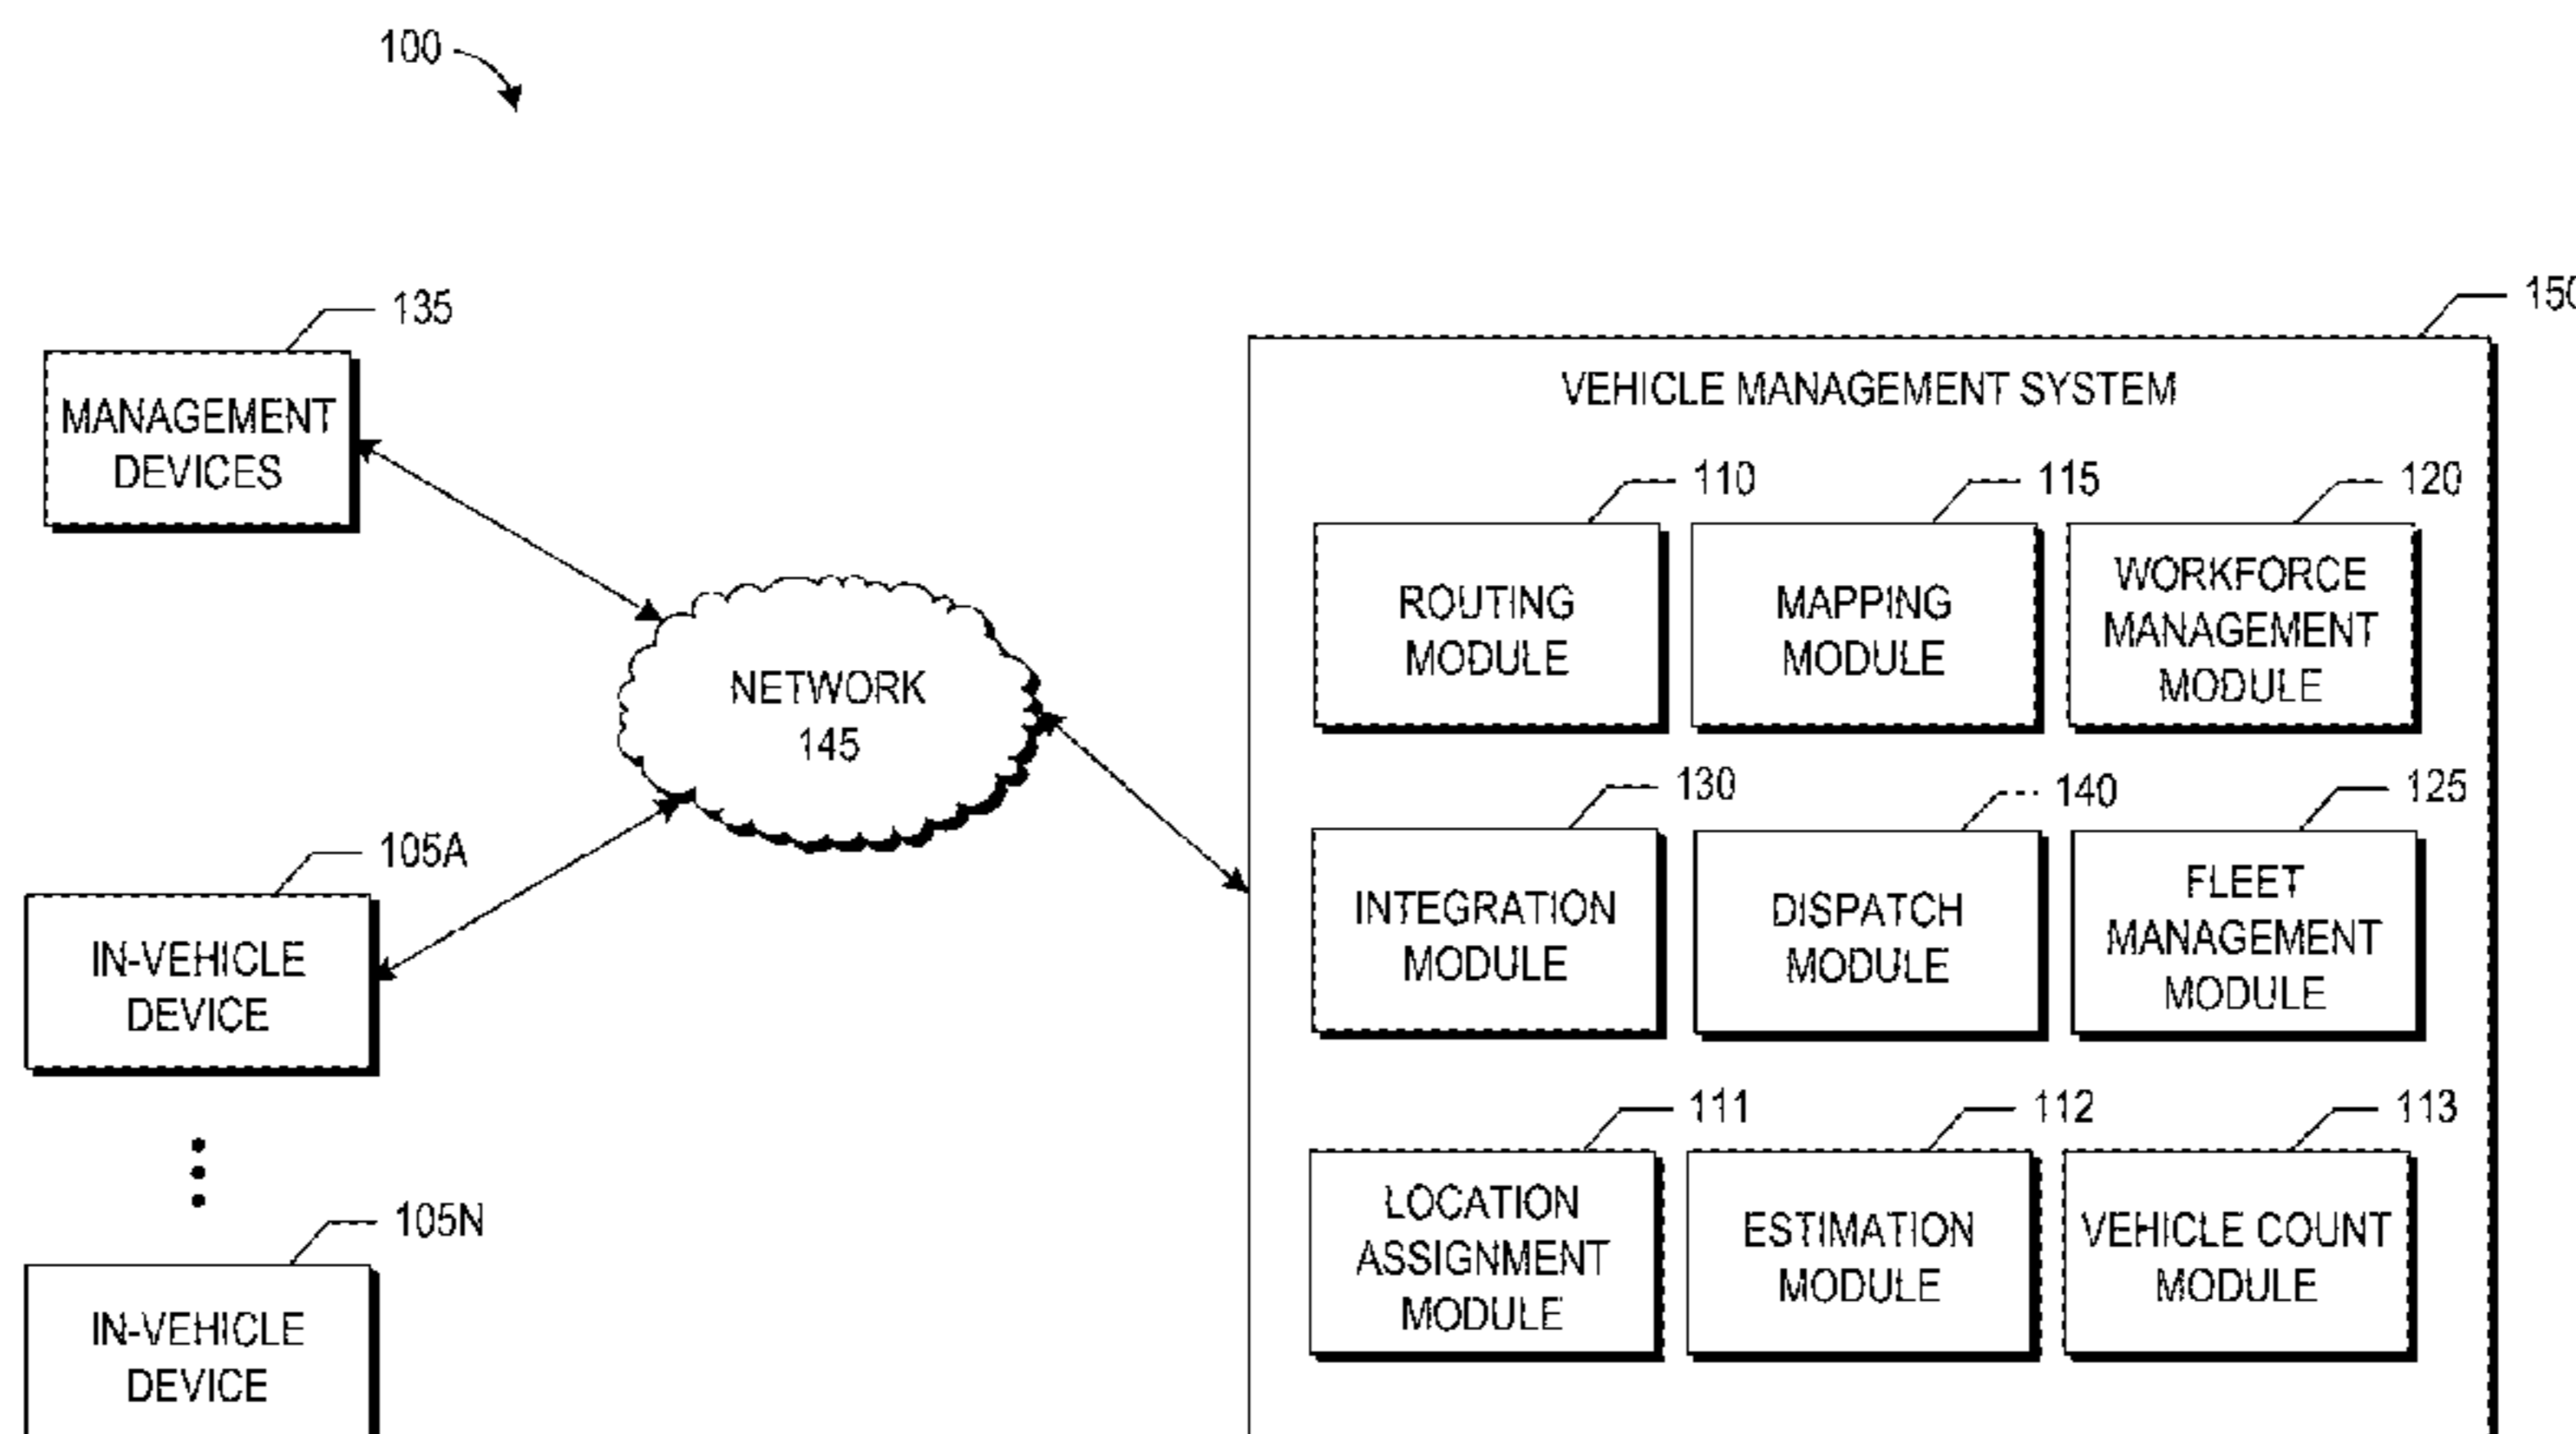 100
135
150
MANAGEMENT
DEVICES
VEHICLE MANAGEMENT SYSTEM
110
115
120
ROUTING
MODULE
MAPPING
MODULE
WORKFORCE
MANAGEMENT
MODULE
NETWORK
145
130
140
125
105A
INTEGRATION
MODULE
DISPATCH
MODULE
FLEET
MANAGEMENT
MODULE
IN-VEHICLE
DEVICE
111
112
113
105N
LOCATION
ASSIGNMENT
MODULE
ESTIMATION
MODULE
VEHICLE COUNT
MODULE
IN-VEHICLE
DEVICE